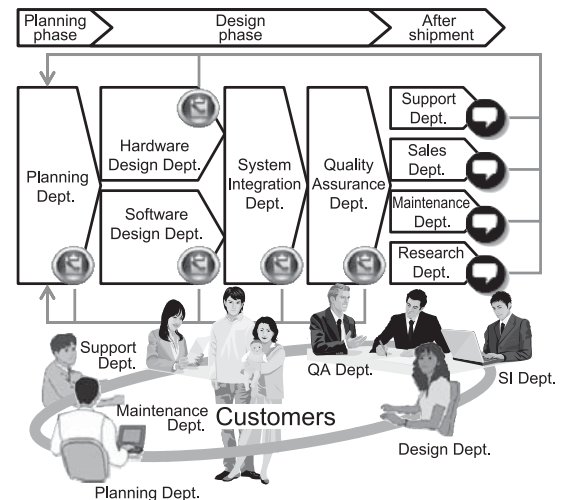 Planning
phase
Design
phase
After
shipment
Planning
Dept.
Hardware
Design Dept.
Software
Design Dept.
System
Integration
Dept.
Quality
Assurance
Dept.
Support
Dept.
Sales
Dept.
Maintenance
Dept.
Research
Dept.
Support
Dept.
QA Dept.
SI Dept.
Maintenance
Dept.
Customers
Design Dept.
Planning Dept.